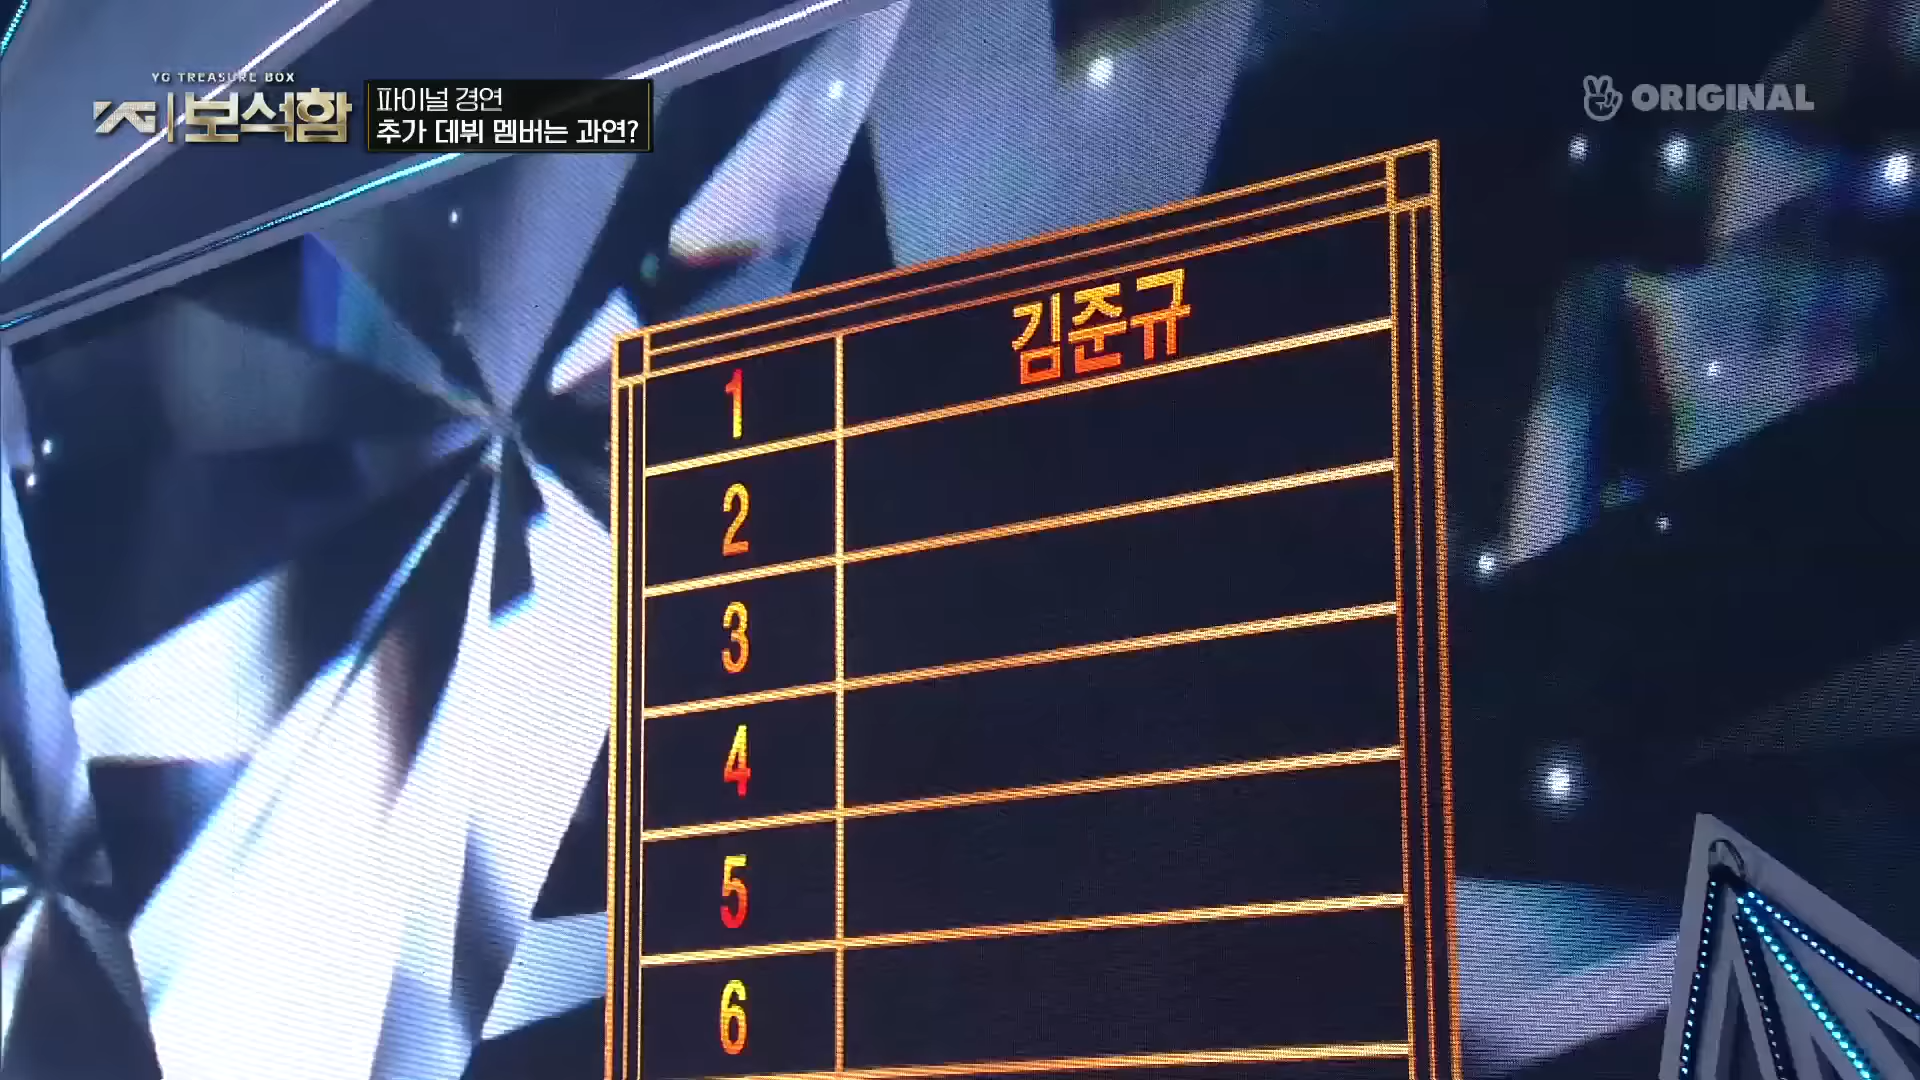 YG TREASURE BOX
YG 보석함
파이널 경연
추가 데뷔 멤버는 과연?
ORIGINAL
1 김준규
2
3
4
5
6